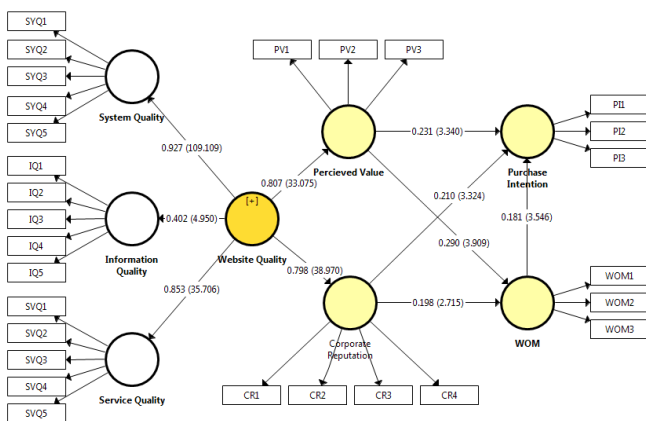 SYQ1
SYQ2
SYQ3
SYQ4
SYQ5
System Quality
0.927 (109.109)
IQ1
IQ2
IQ3
IQ4
IQ5
Information
Quality
0.402 (4.950)
[+]
Website Quality
SVQ1
SVQ2
SVQ3
SVQ4
SVQ5
Service Quality
0.853 (35.706)
PV1
PV2
PV3
Percieved Value
0.807 (33.075)
0.798 (38.970)
Corporate
Reputation
CR1
CR2
CR3
CR4
0.231 (3.340)
0.210 (3.324)
0.290 (3.909)
0.198 (2.715)
0.181 (3.546)
Purchase
Intention
PI1
PI2
PI3
WOM
WOM1
WOM2
WOM3